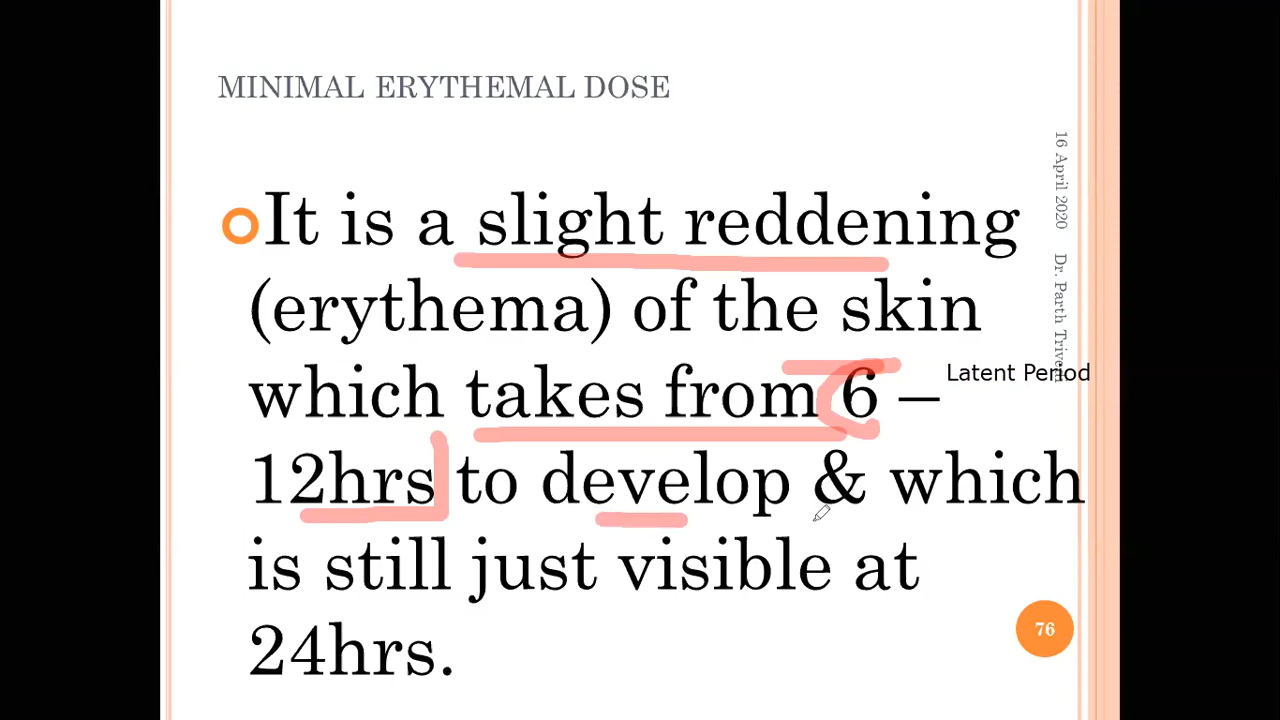 MINIMAL ERYTHEMAL DOSE
It is a slight reddening
(erythema) of the skin
which takes from 6 –
12hrs to develop & which
is still just visible at
24hrs.
Latent Period
16 April 2020 Dr. Parth Trivedi
76